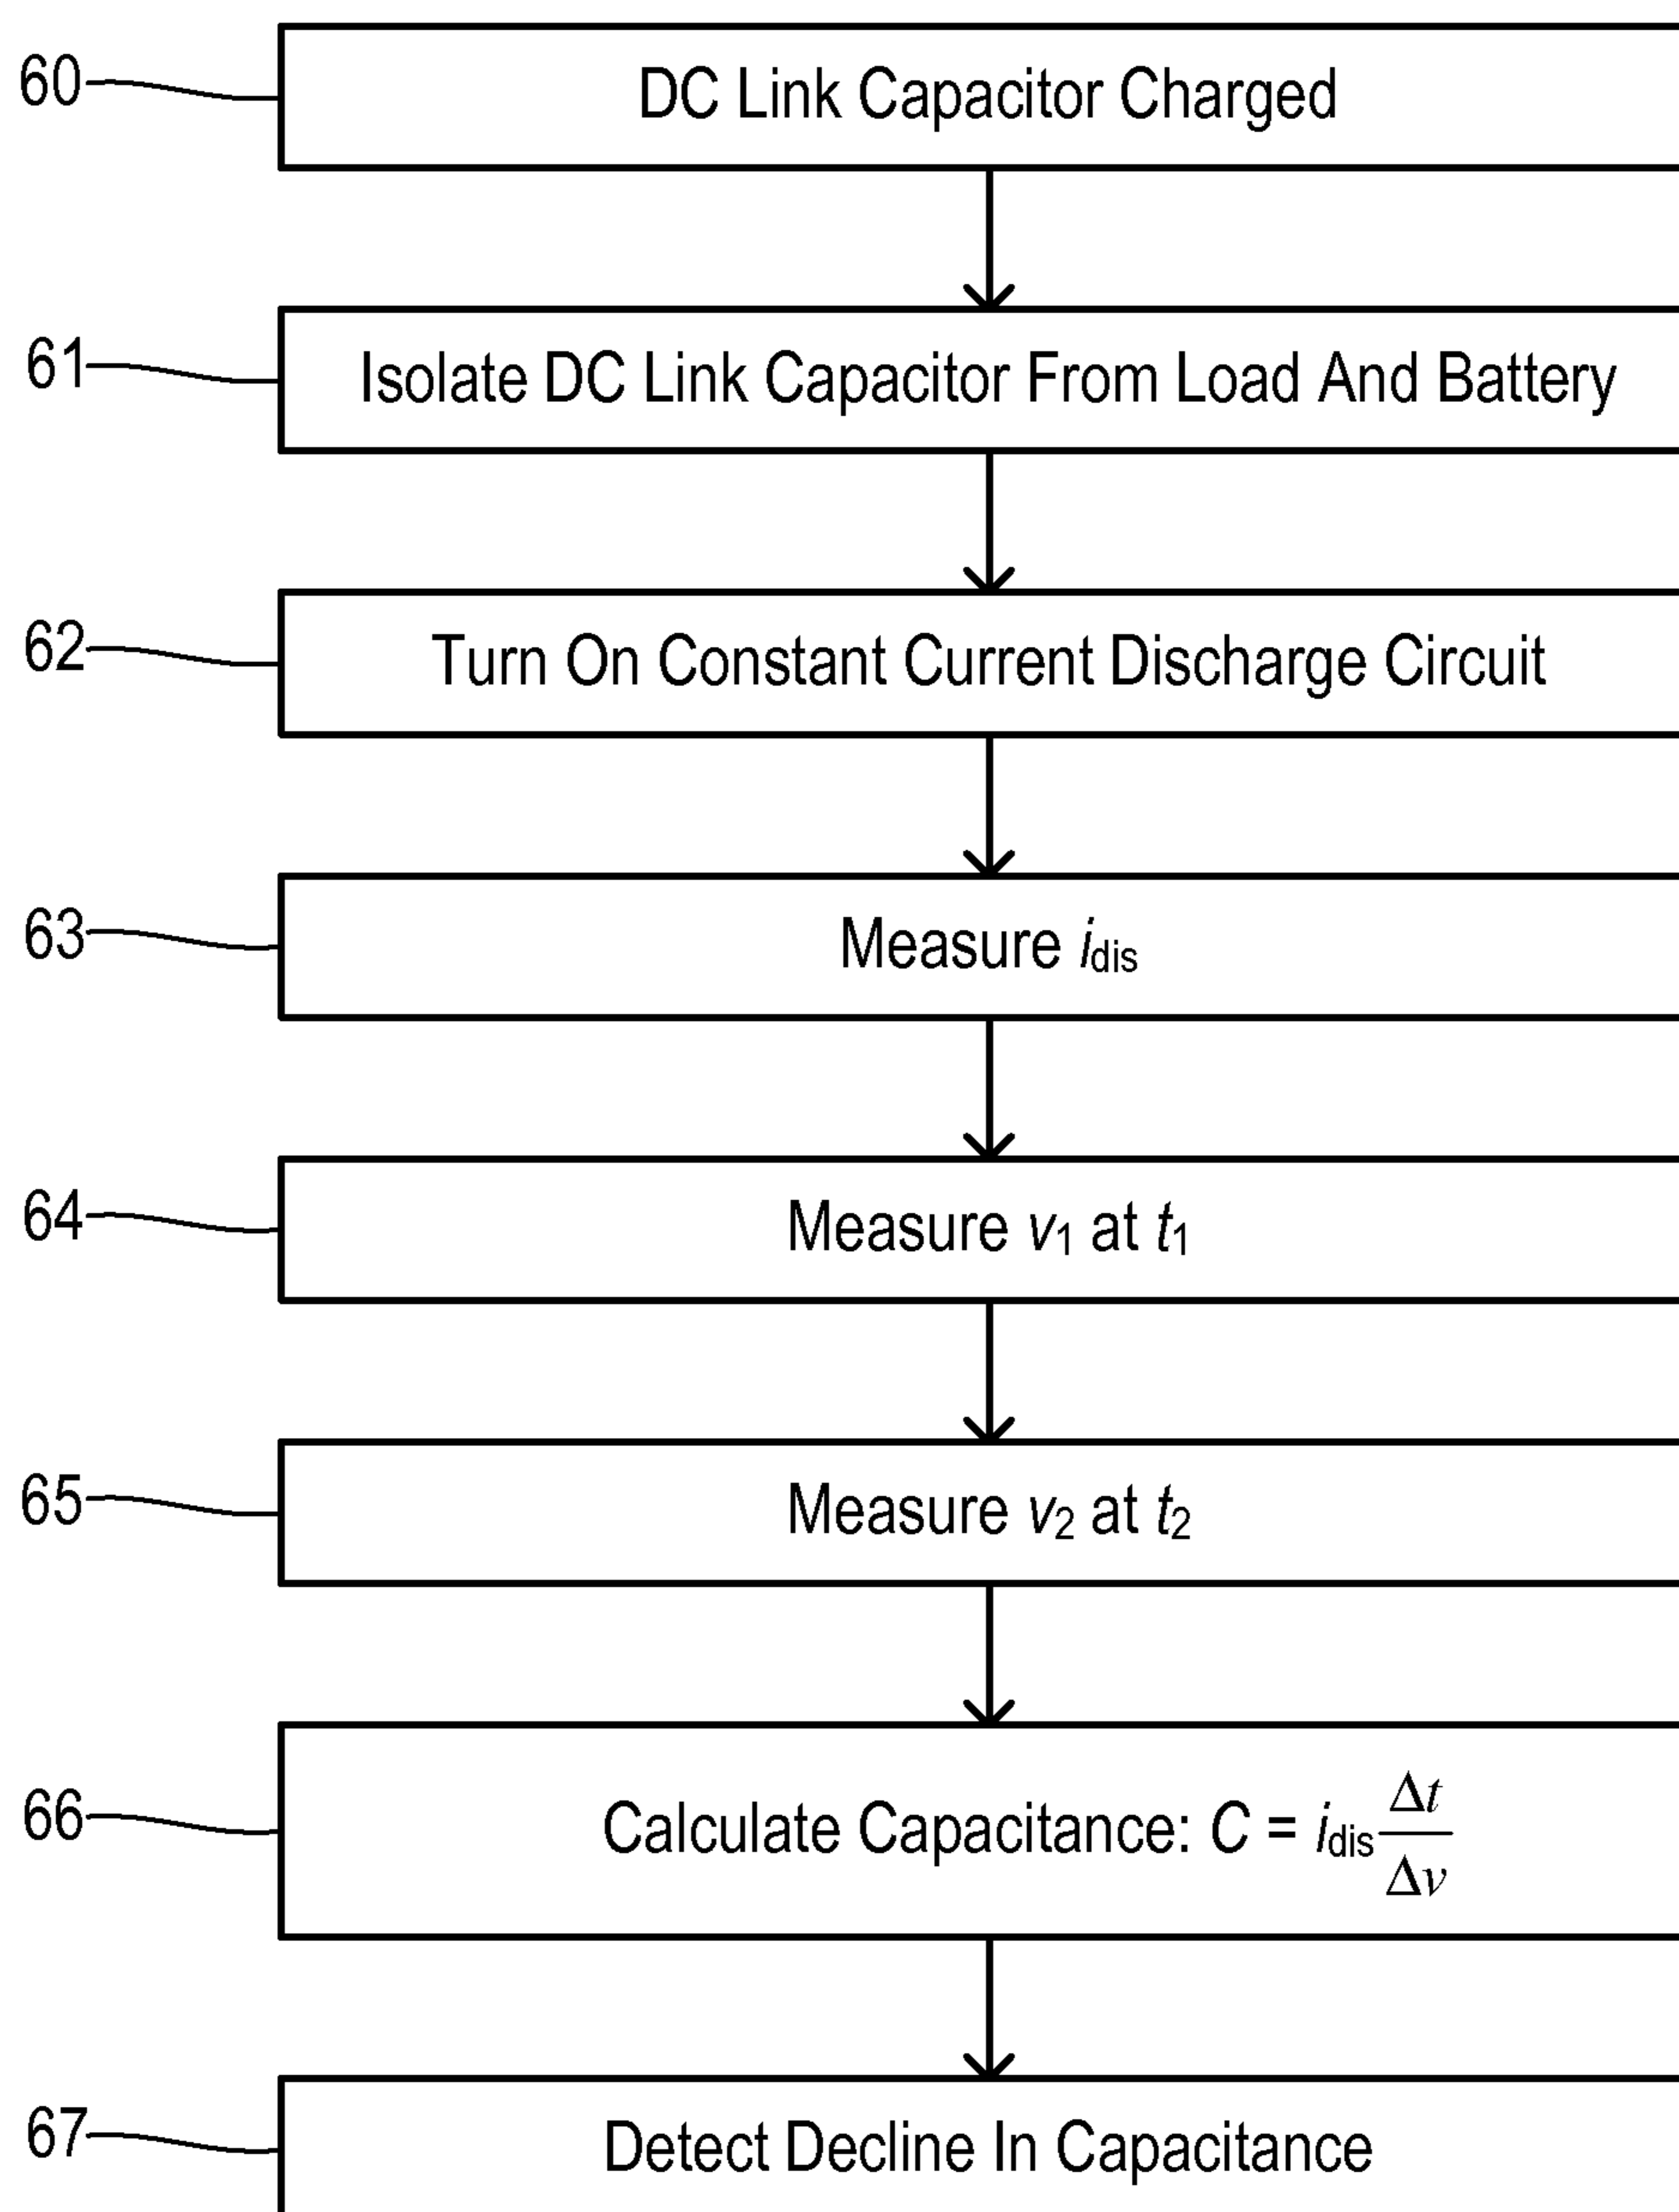 60 DC Link Capacitor Charged
61 Isolate DC Link Capacitor From Load And Battery
62 Turn On Constant Current Discharge Circuit
63 Measure i_dis
64 Measure v₁ at t₁
65 Measure v₂ at t₂
66 Calculate Capacitance: C = i_dis Δt/Δv
67 Detect Decline In Capacitance